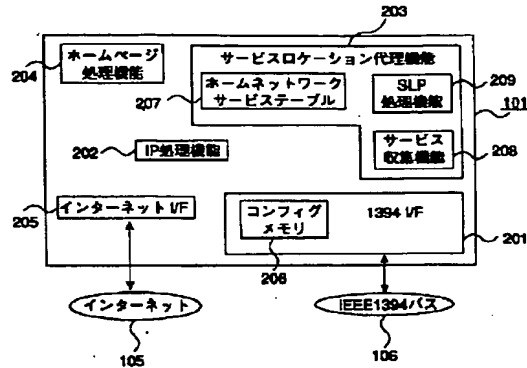 203
204
ホームページ
処理機能
サービスロケーション代理機能
207
ホームネットワーク
サービステーブル
SLP
処理機能
209
101
202
IP処理機能
サービス
収集機能
208
205
インターネット I/F
コンフィグ
メモリ
206
1394 I/F
201
インターネット
105
IEEE1394バス
106